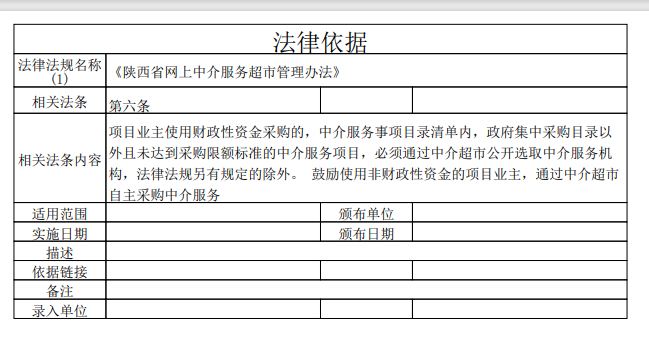 法律依据
法律法规名称
(1)
《陕西省网上中介服务超市管理办法》
相关法条
第六条
相关法条内容
项目业主使用财政性资金采购的，中介服务事项目录清单内，政府集中采购目录以
外且未达到采购限额标准的中介服务项目，必须通过中介超市公开选取中介服务机
构，法律法规另有规定的除外。 鼓励使用非财政性资金的项目业主，通过中介超市
自主采购中介服务
适用范围
颁布单位
实施日期
颁布日期
描述
依据链接
备注
录入单位